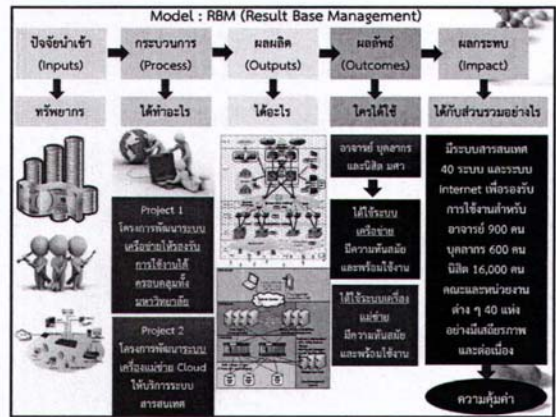 Model : RBM (Result Base Management)
ปัจจัยนำเข้า
(Inputs)
กระบวนการ
(Process)
ผลผลิต
(Outputs)
ผลลัพธ์
(Outcomes)
ผลกระทบ
(Impact)
ทรัพยากร
ได้ทำอะไร
ได้อะไร
ใครได้ใช้
ได้กับส่วนรวมอย่างไร
Project 1
โครงการพัฒนาระบบ
เครือข่ายให้รองรับ
การใช้งานได้
ครอบคลุมทั้ง
มหาวิทยาลัย
Project 2
โครงการพัฒนาระบบ
เครื่องแม่ข่าย Cloud
ให้บริการระบบ
สารสนเทศ
อาจารย์ บุคลากร
และนิสิต มศว
ได้ใช้ระบบ
เครือข่าย
มีความทันสมัย
และพร้อมใช้งาน
ได้ใช้ระบบเครื่อง
แม่ข่าย
มีความทันสมัย
และพร้อมใช้งาน
มีระบบสารสนเทศ
40 ระบบ และระบบ
Internet เพื่อรองรับ
การใช้งานสำหรับ
อาจารย์ 900 คน
บุคลากร 600 คน
นิสิต 16,000 คน
คณะและหน่วยงาน
ต่าง ๆ 40 แห่ง
อย่างมีเสถียรภาพ
และต่อเนื่อง
ความคุ้มค่า